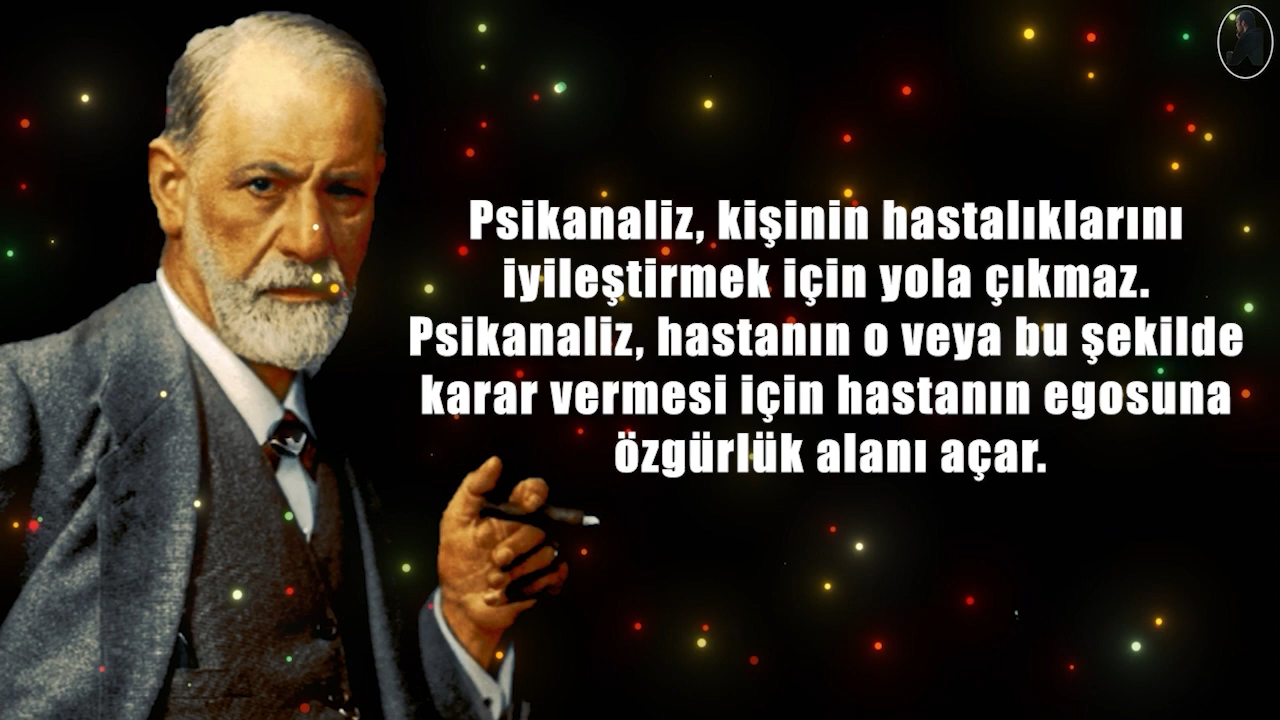 Psikanaliz, kişinin hastalıklarını
iyileştirmek için yola çıkmaz.
Psikanaliz, hastanın o veya bu şekilde
karar vermesi için hastanın egosuna
özgürlük alanı açar.